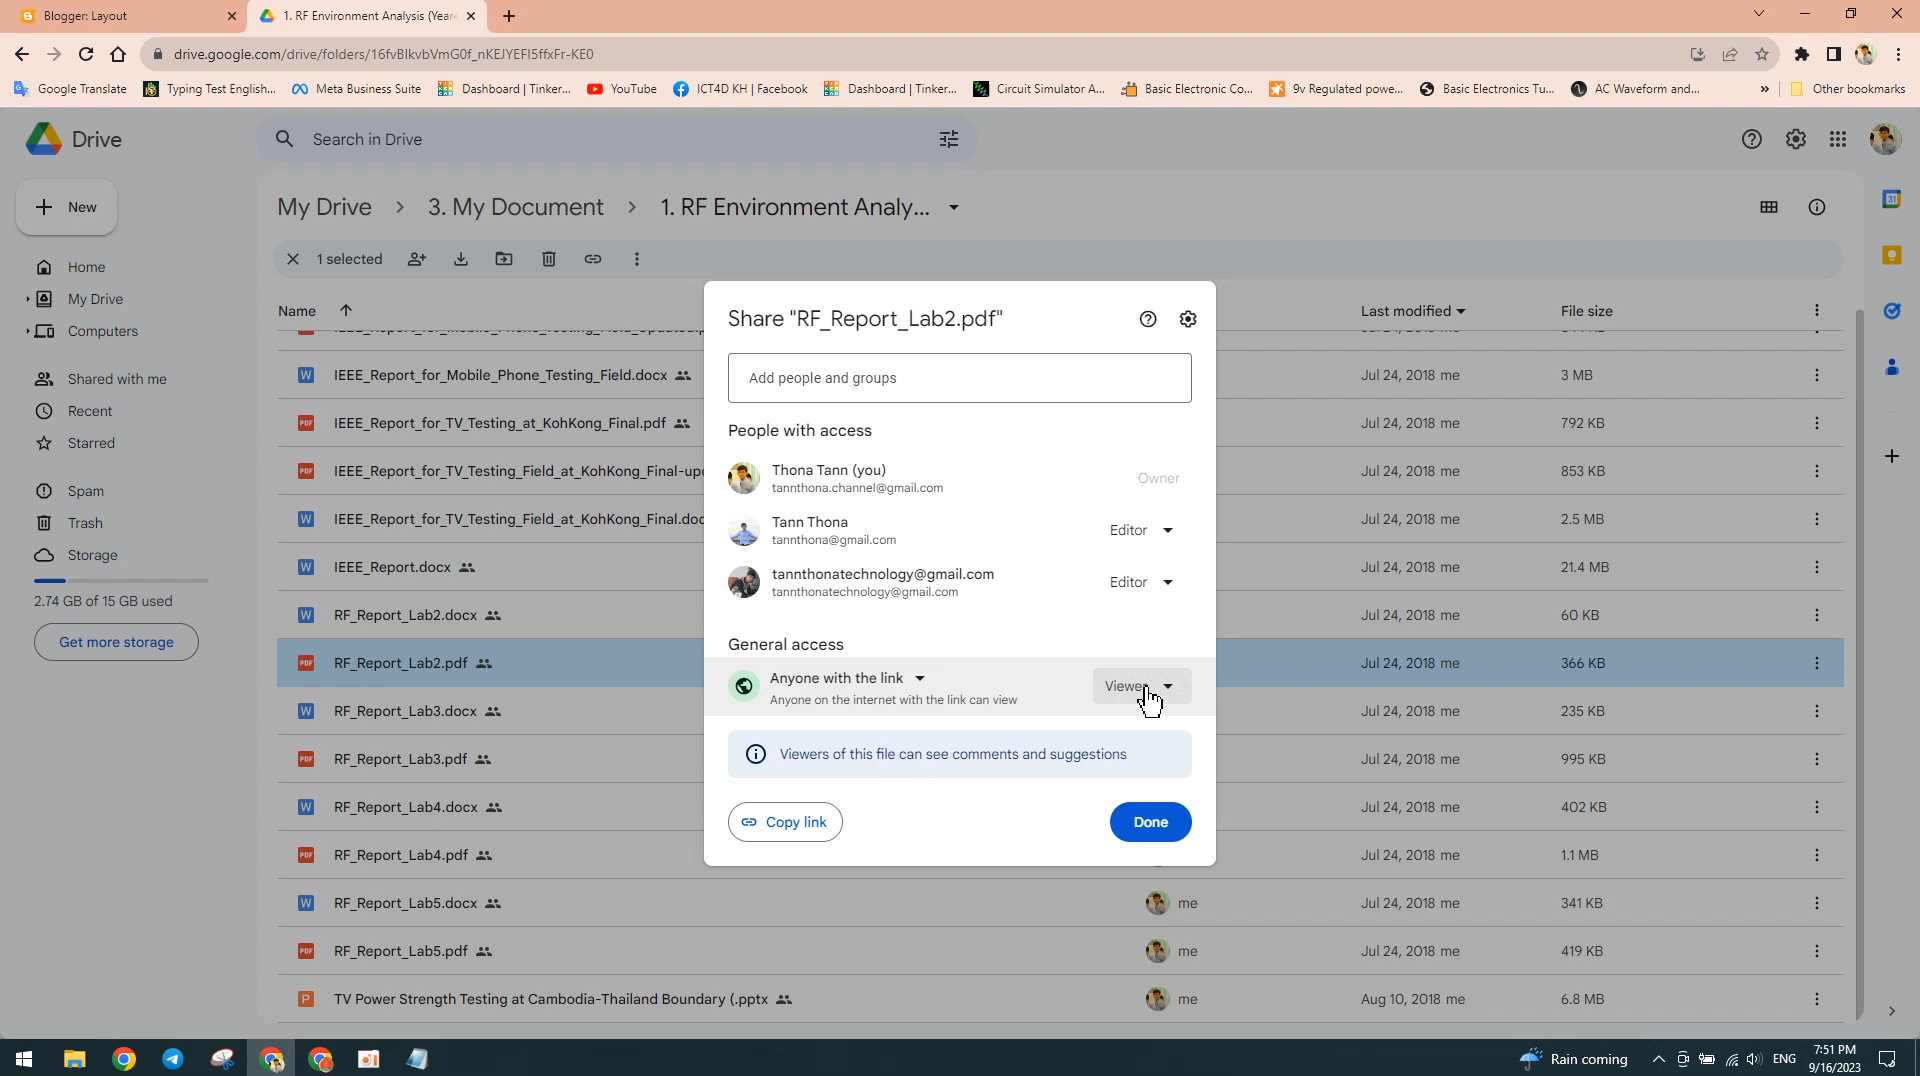 Blogger: Layout
1. RF Environment Analysis (Year4
drive.google.com/drive/folders/16fvBlkvbVmG0f_nKEJYEFI5ffxFr-KE0
Google Translate
Typing Test English...
Meta Business Suite
Dashboard | Tinker...
YouTube
ICT4D KH | Facebook
Dashboard | Tinker...
Circuit Simulator A...
Basic Electronic Co...
9v Regulated powe...
Basic Electronics Tu...
AC Waveform and...
Other bookmarks
Drive
Search in Drive
New
My Drive
3. My Document
1. RF Environment Analy...
1 selected
Home
My Drive
Computers
Shared with me
Recent
Starred
Spam
Trash
Storage
2.74 GB of 15 GB used
Get more storage
Name
Last modified
File size
IEEE_Report_for_Mobile_Phone_Testing_Field.docx
Jul 24, 2018 me
3 MB
IEEE_Report_for_TV_Testing_at_KohKong_Final.pdf
Jul 24, 2018 me
792 KB
IEEE_Report_for_TV_Testing_Field_at_KohKong_Final-upd
Jul 24, 2018 me
853 KB
IEEE_Report_for_TV_Testing_Field_at_KohKong_Final.doc
Jul 24, 2018 me
2.5 MB
IEEE_Report.docx
Jul 24, 2018 me
21.4 MB
RF_Report_Lab2.docx
Jul 24, 2018 me
60 KB
RF_Report_Lab2.pdf
Jul 24, 2018 me
366 KB
RF_Report_Lab3.docx
Jul 24, 2018 me
235 KB
RF_Report_Lab3.pdf
Jul 24, 2018 me
995 KB
RF_Report_Lab4.docx
Jul 24, 2018 me
402 KB
RF_Report_Lab4.pdf
Jul 24, 2018 me
1.1 MB
RF_Report_Lab5.docx
me
Jul 24, 2018 me
341 KB
RF_Report_Lab5.pdf
me
Jul 24, 2018 me
419 KB
TV Power Strength Testing at Cambodia-Thailand Boundary (.pptx
me
Aug 10, 2018 me
6.8 MB
Share "RF_Report_Lab2.pdf"
Add people and groups
People with access
Thona Tann (you)
tannthona.channel@gmail.com
Owner
Tann Thona
tannthona@gmail.com
Editor
tannthonatechnology@gmail.com
tannthonatechnology@gmail.com
Editor
General access
Anyone with the link
Anyone on the internet with the link can view
Viewer
Viewers of this file can see comments and suggestions
Copy link
Done
Rain coming
ENG
7:51 PM
9/16/2023